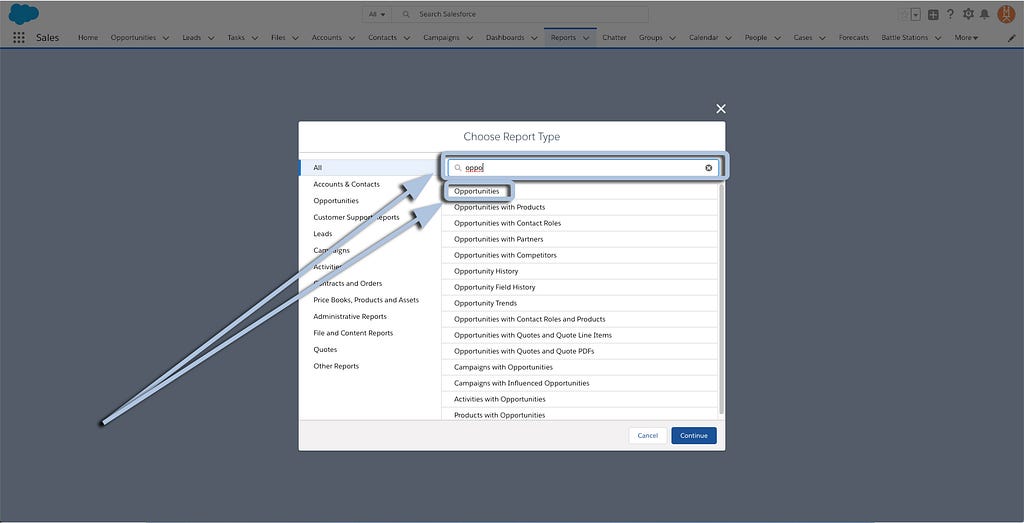 All
Search Salesforce
Sales
Home
Opportunities
Leads
Tasks
Files
Accounts
Contacts
Campaigns
Dashboards
Reports
Chatter
Groups
Calendar
People
Cases
Forecasts
Battle Stations
More
Choose Report Type
All
Accounts & Contacts
Opportunities
Customer Support Reports
Leads
Campaigns
Activities
Contracts and Orders
Price Books, Products and Assets
Administrative Reports
File and Content Reports
Quotes
Other Reports
oppo
Opportunities
Opportunities with Products
Opportunities with Contact Roles
Opportunities with Partners
Opportunities with Competitors
Opportunity History
Opportunity Field History
Opportunity Trends
Opportunities with Contact Roles and Products
Opportunities with Quotes and Quote Line Items
Opportunities with Quotes and Quote PDFs
Campaigns with Opportunities
Campaigns with Influenced Opportunities
Activities with Opportunities
Products with Opportunities
Cancel
Continue